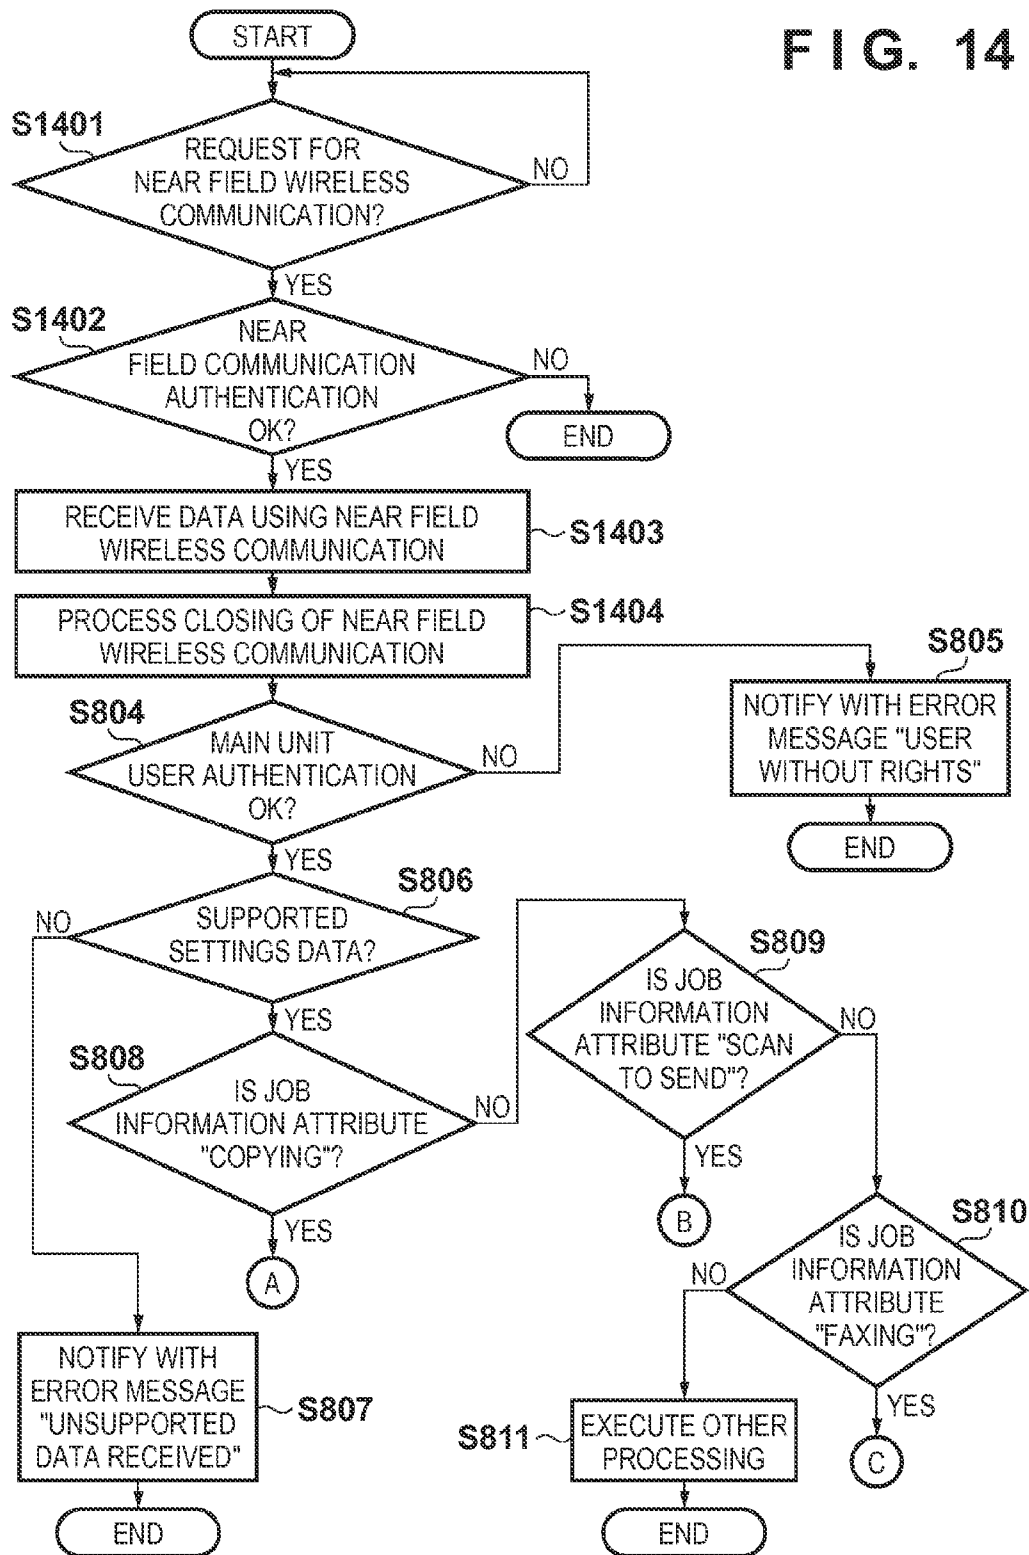 START
F I G. 14
S1401
REQUEST FOR
NEAR FIELD WIRELESS
COMMUNICATION?
NO
YES
S1402
NEAR
FIELD COMMUNICATION
AUTHENTICATION
OK?
NO
END
YES
RECEIVE DATA USING NEAR FIELD
WIRELESS COMMUNICATION
S1403
PROCESS CLOSING OF NEAR FIELD
WIRELESS COMMUNICATION
S1404
S804
MAIN UNIT
USER AUTHENTICATION
OK?
NO
S805
NOTIFY WITH ERROR
MESSAGE "USER
WITHOUT RIGHTS"
END
YES
S806
SUPPORTED
SETTINGS DATA?
NO
YES
S808
IS JOB
INFORMATION ATTRIBUTE
"COPYING"?
NO
YES
A
S809
IS JOB
INFORMATION
ATTRIBUTE "SCAN
TO SEND"?
NO
YES
B
S810
IS JOB
INFORMATION
ATTRIBUTE
"FAXING"?
NO
YES
C
NOTIFY WITH
ERROR MESSAGE
"UNSUPPORTED
DATA RECEIVED"
S807
END
S811
EXECUTE OTHER
PROCESSING
END